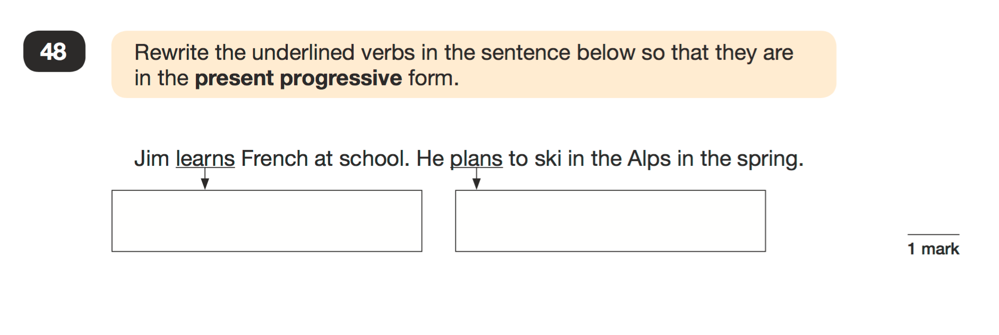 48
Rewrite the underlined verbs in the sentence below so that they are
in the present progressive form.
Jim learns French at school. He plans to ski in the Alps in the spring.
1 mark